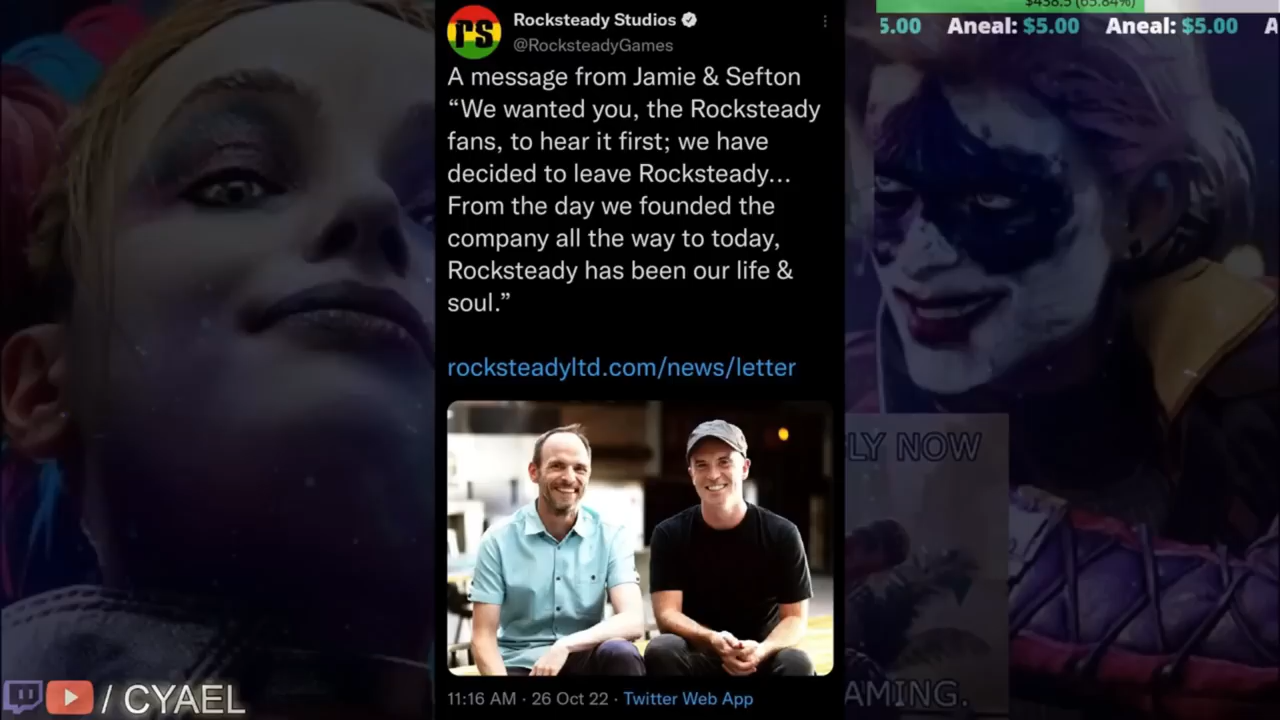 rs
Rocksteady Studios
@RocksteadyGames
A message from Jamie & Sefton
“We wanted you, the Rocksteady
fans, to hear it first; we have
decided to leave Rocksteady...
From the day we founded the
company all the way to today,
Rocksteady has been our life &
soul.”
rocksteadyltd.com/news/letter
11:16 AM · 26 Oct 22 · Twitter Web App
$438.5 (65.84%)
5.00 Aneal: $5.00 Aneal: $5.00 A
LY NOW
AMING.
/ CYAEL